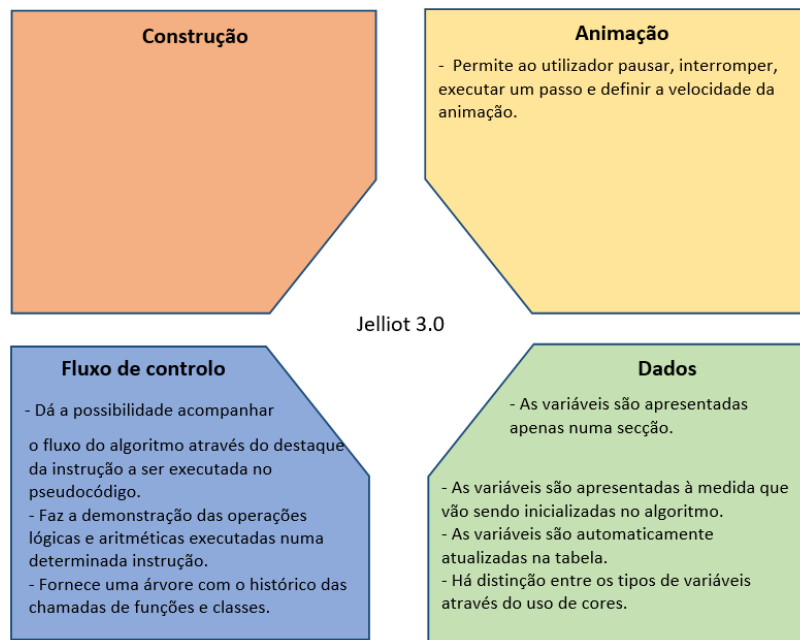 Construção
Animação
- Permite ao utilizador pausar, interromper,
executar um passo e definir a velocidade da
animação.
Jelliot 3.0
Fluxo de controlo
- Dá a possibilidade acompanhar
o fluxo do algoritmo através do destaque
da instrução a ser executada no
pseudocódigo.
- Faz a demonstração das operações
lógicas e aritméticas executadas numa
determinada instrução.
- Fornece uma árvore com o histórico das
chamadas de funções e classes.
Dados
- As variáveis são apresentadas
apenas numa secção.
- As variáveis são apresentadas à medida que
vão sendo inicializadas no algoritmo.
- As variáveis são automaticamente
atualizadas na tabela.
- Há distinção entre os tipos de variáveis
através do uso de cores.